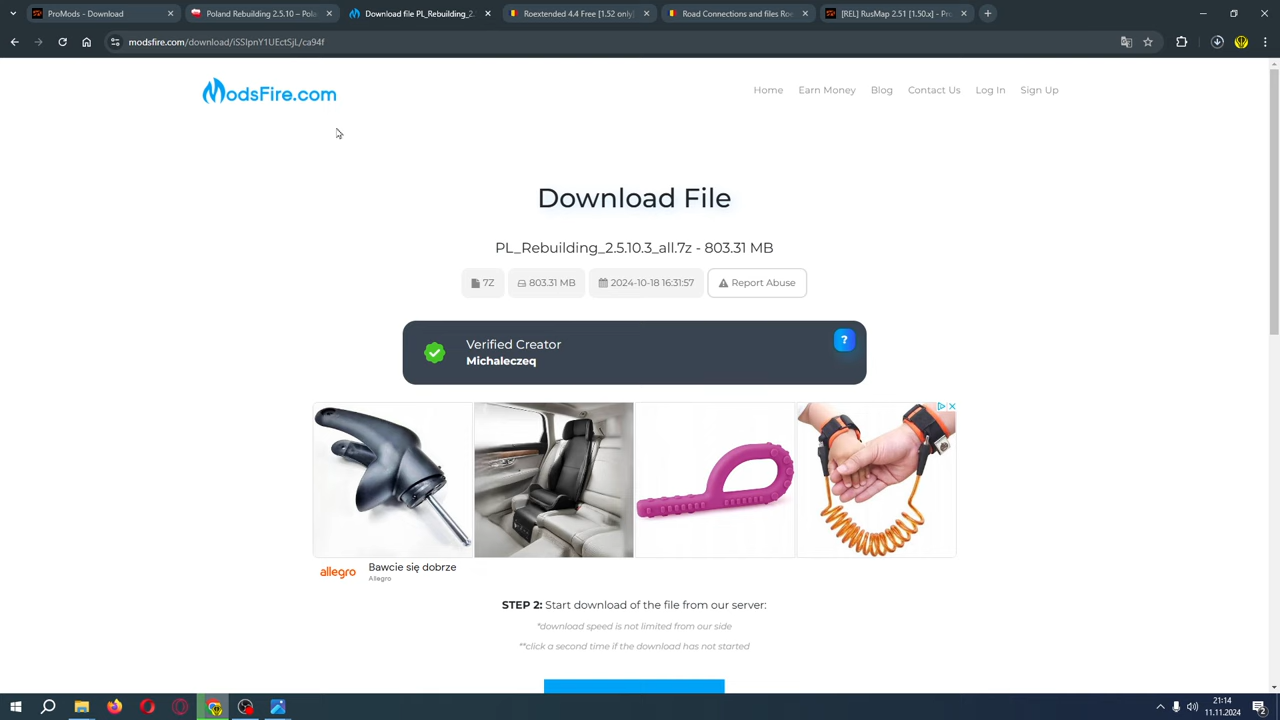 ProMods - Download
Poland Rebuilding 2.5.10 – Pola
Download file PL_Rebuilding_2.
Roextended 4.4 Free [1.52 only]
Road Connections and files Roe
[REL] RusMap 2.51 [1.50.x] - Pr
modsfire.com/download/iSSIpnY1UEctSjL/ca94f
ModsFire.com
Home
Earn Money
Blog
Contact Us
Log In
Sign Up
Download File
PL_Rebuilding_2.5.10.3_all.7z - 803.31 MB
7Z
803.31 MB
2024-10-18 16:31:57
Report Abuse
Verified Creator
Michaleczeq
?
allegro
Bawcie się dobrze
Allegro
STEP 2: Start download of the file from our server:
*download speed is not limited from our side
**click a second time if the download has not started
21:14
11.11.2024
2